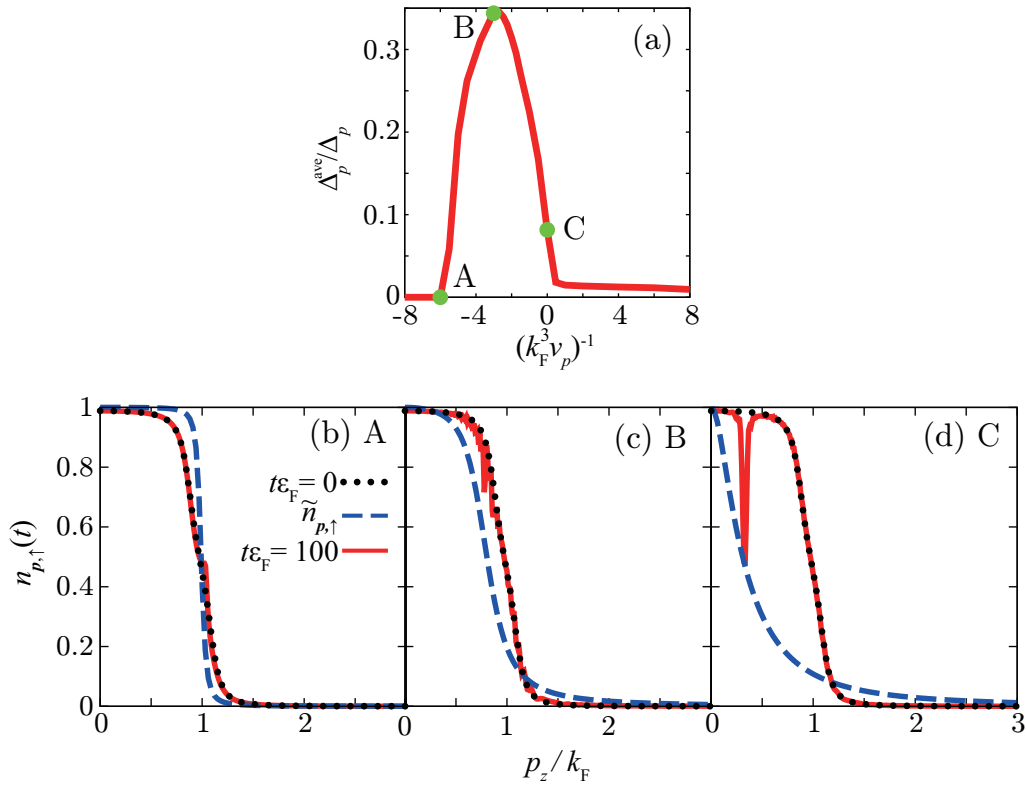 (a)
B
0.3
0.2
0.1
0
Δ_p^ave/Δ_p
C
A
-8 -4 0 4 8
(k_F^3 v_p)^-1
1
0.8
0.6
0.4
0.2
0
n_p,↑(t)
(b) A
tε_F = 0
ñ_p,↑
tε_F = 100
(c) B
(d) C
0 1 0 1 0 1 2 3
p_z / k_F